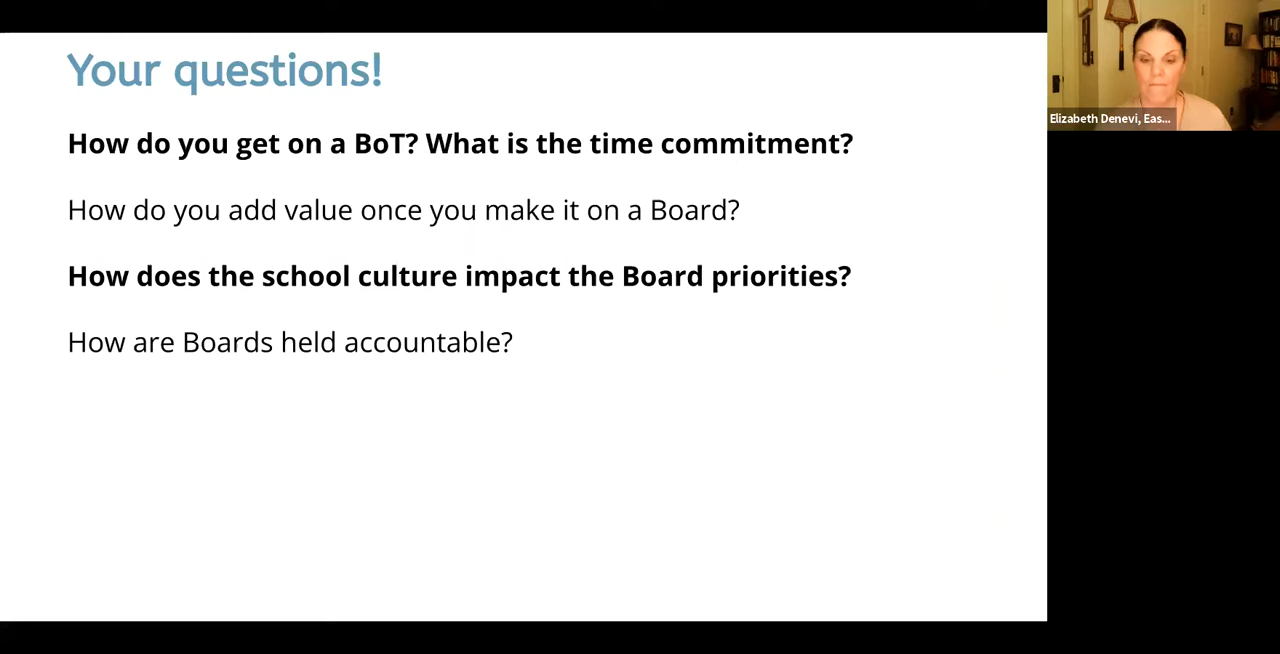 Your questions!
How do you get on a BoT? What is the time commitment?
How do you add value once you make it on a Board?
How does the school culture impact the Board priorities?
How are Boards held accountable?
Elizabeth Denevi, Eas...